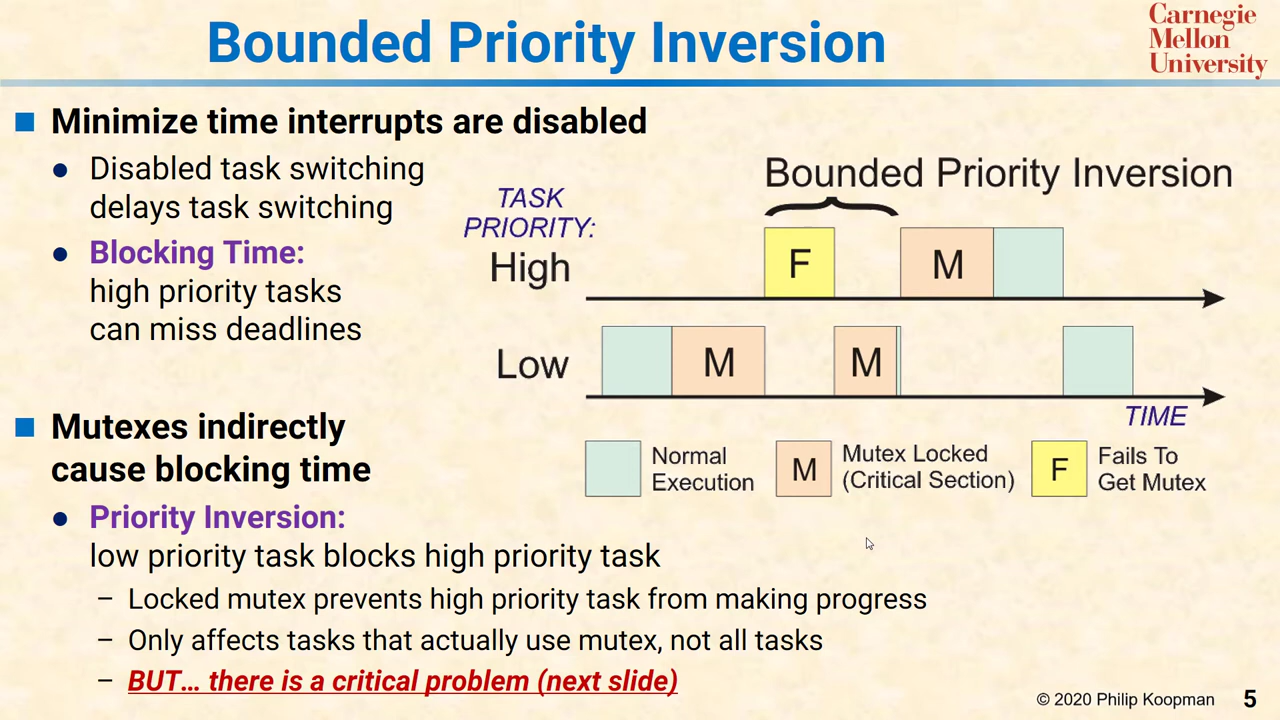 Bounded Priority Inversion
Carnegie
Mellon
University
Minimize time interrupts are disabled
Disabled task switching
delays task switching
Blocking Time:
high priority tasks
can miss deadlines
Mutexes indirectly
cause blocking time
Priority Inversion:
low priority task blocks high priority task
– Locked mutex prevents high priority task from making progress
– Only affects tasks that actually use mutex, not all tasks
– BUT… there is a critical problem (next slide)
Bounded Priority Inversion
TASK
PRIORITY:
High
F
M
Low
M
M
TIME
Normal
Execution
M
Mutex Locked
(Critical Section)
F
Fails To
Get Mutex
© 2020 Philip Koopman
5